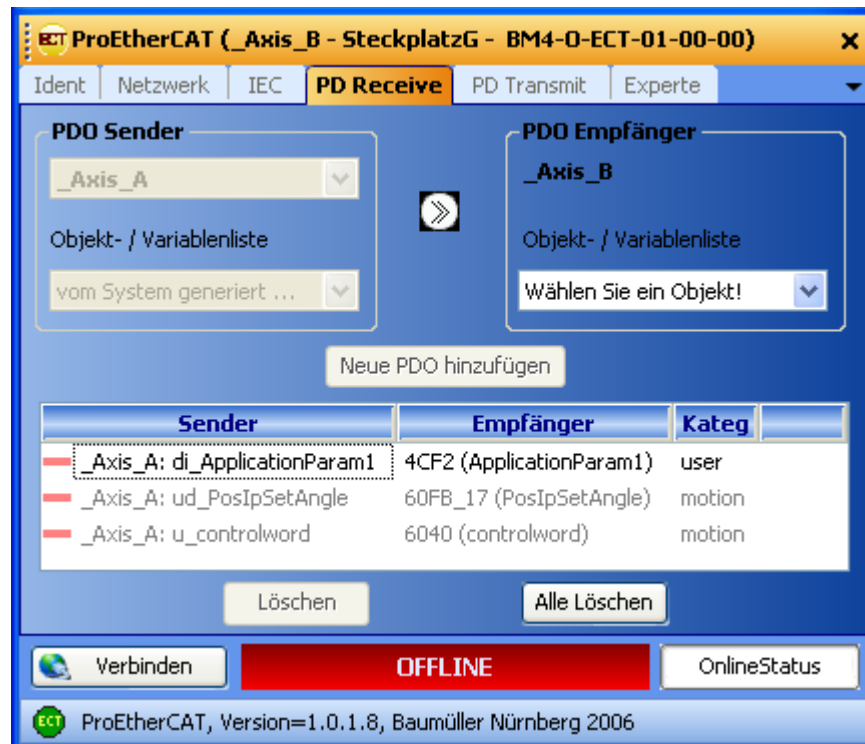 ECT ProEtherCAT (_Axis_B - SteckplatzG - BM4-O-ECT-01-00-00)
Ident Netzwerk IEC PD Receive PD Transmit Experte
PDO Sender PDO Empfänger
_Axis_A _Axis_B
Objekt- / Variablenliste Objekt- / Variablenliste
vom System generiert ... Wählen Sie ein Objekt!
Neue PDO hinzufügen
Sender Empfänger Kateg
_Axis_A: di_ApplicationParam1 4CF2 (ApplicationParam1) user
_Axis_A: ud_PosIpSetAngle 60FB_17 (PosIpSetAngle) motion
_Axis_A: u_controlword 6040 (controlword) motion
Löschen Alle Löschen
Verbinden OFFLINE OnlineStatus
ECT ProEtherCAT, Version=1.0.1.8, Baumüller Nürnberg 2006